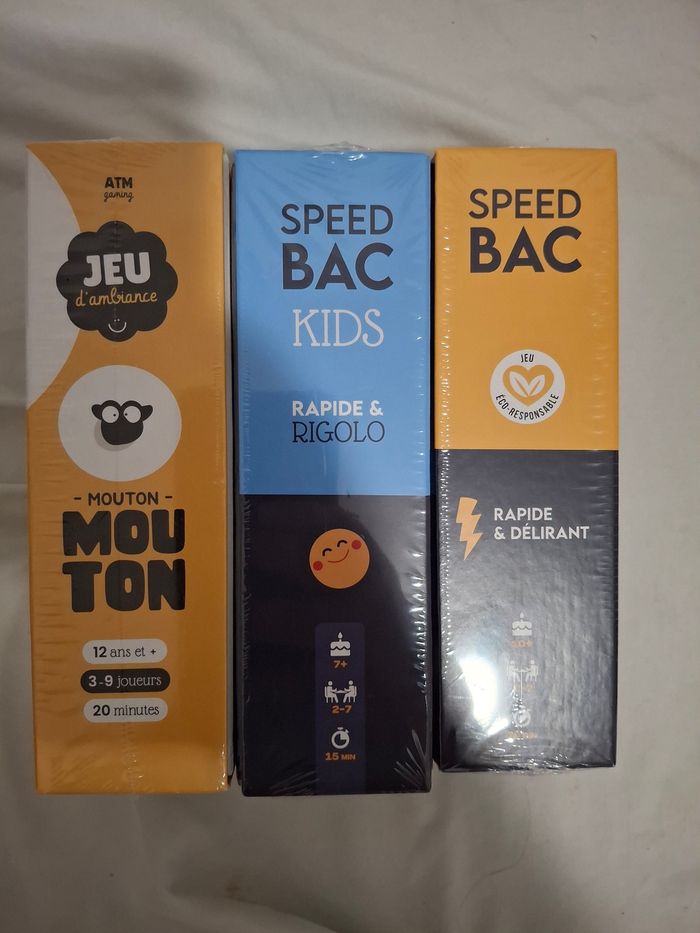 ATM
gaming
JEU
d'ambiance
- MOUTON -
MOU
TON
12 ans et +
3-9 joueurs
20 minutes
SPEED
BAC
KIDS
RAPIDE &
RIGOLO
7+
2-7
15 MIN
SPEED
BAC
JEU
ÉCO-RESPONSABLE
RAPIDE
& DÉLIRANT